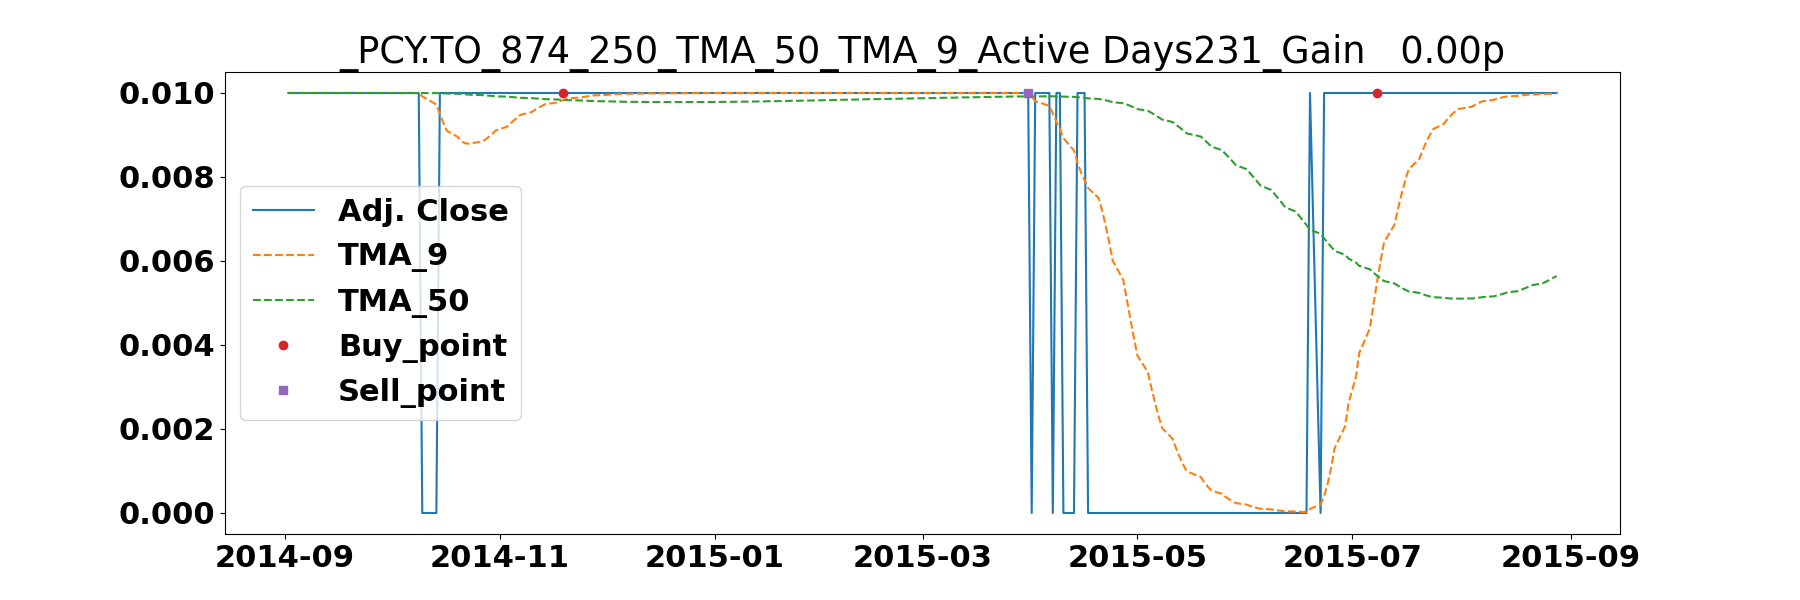 _PCY.TO_874_250_TMA_50_TMA_9_Active Days231_Gain   0.00p
0.010
0.008
0.006
0.004
0.002
0.000
Adj. Close
TMA_9
TMA_50
Buy_point
Sell_point
2014-09 2014-11 2015-01 2015-03 2015-05 2015-07 2015-09